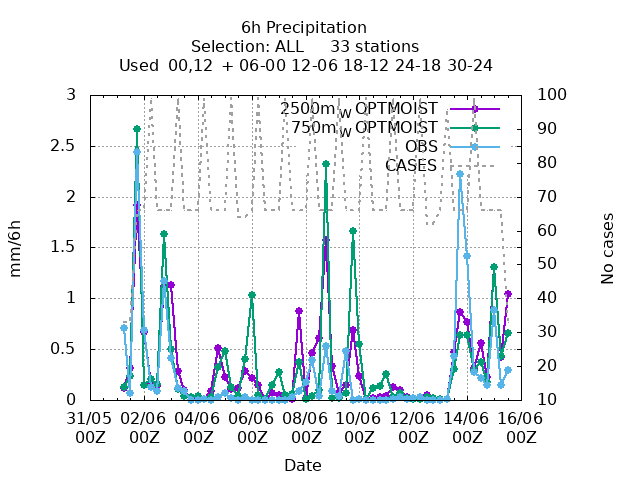 6h Precipitation
Selection: ALL     33 stations
Used  00,12  + 06-00 12-06 18-12 24-18 30-24
3 100
2500m_W OPTMOIST
90
750m_W OPTMOIST
2.5 OBS
80
CASES
2 70
60
1.5
50
1 40
30
0.5
20
0 10
31/05 02/06 04/06 06/06 08/06 10/06 12/06 14/06 16/06
00Z 00Z 00Z 00Z 00Z 00Z 00Z 00Z 00Z
mm/6h
No cases
Date